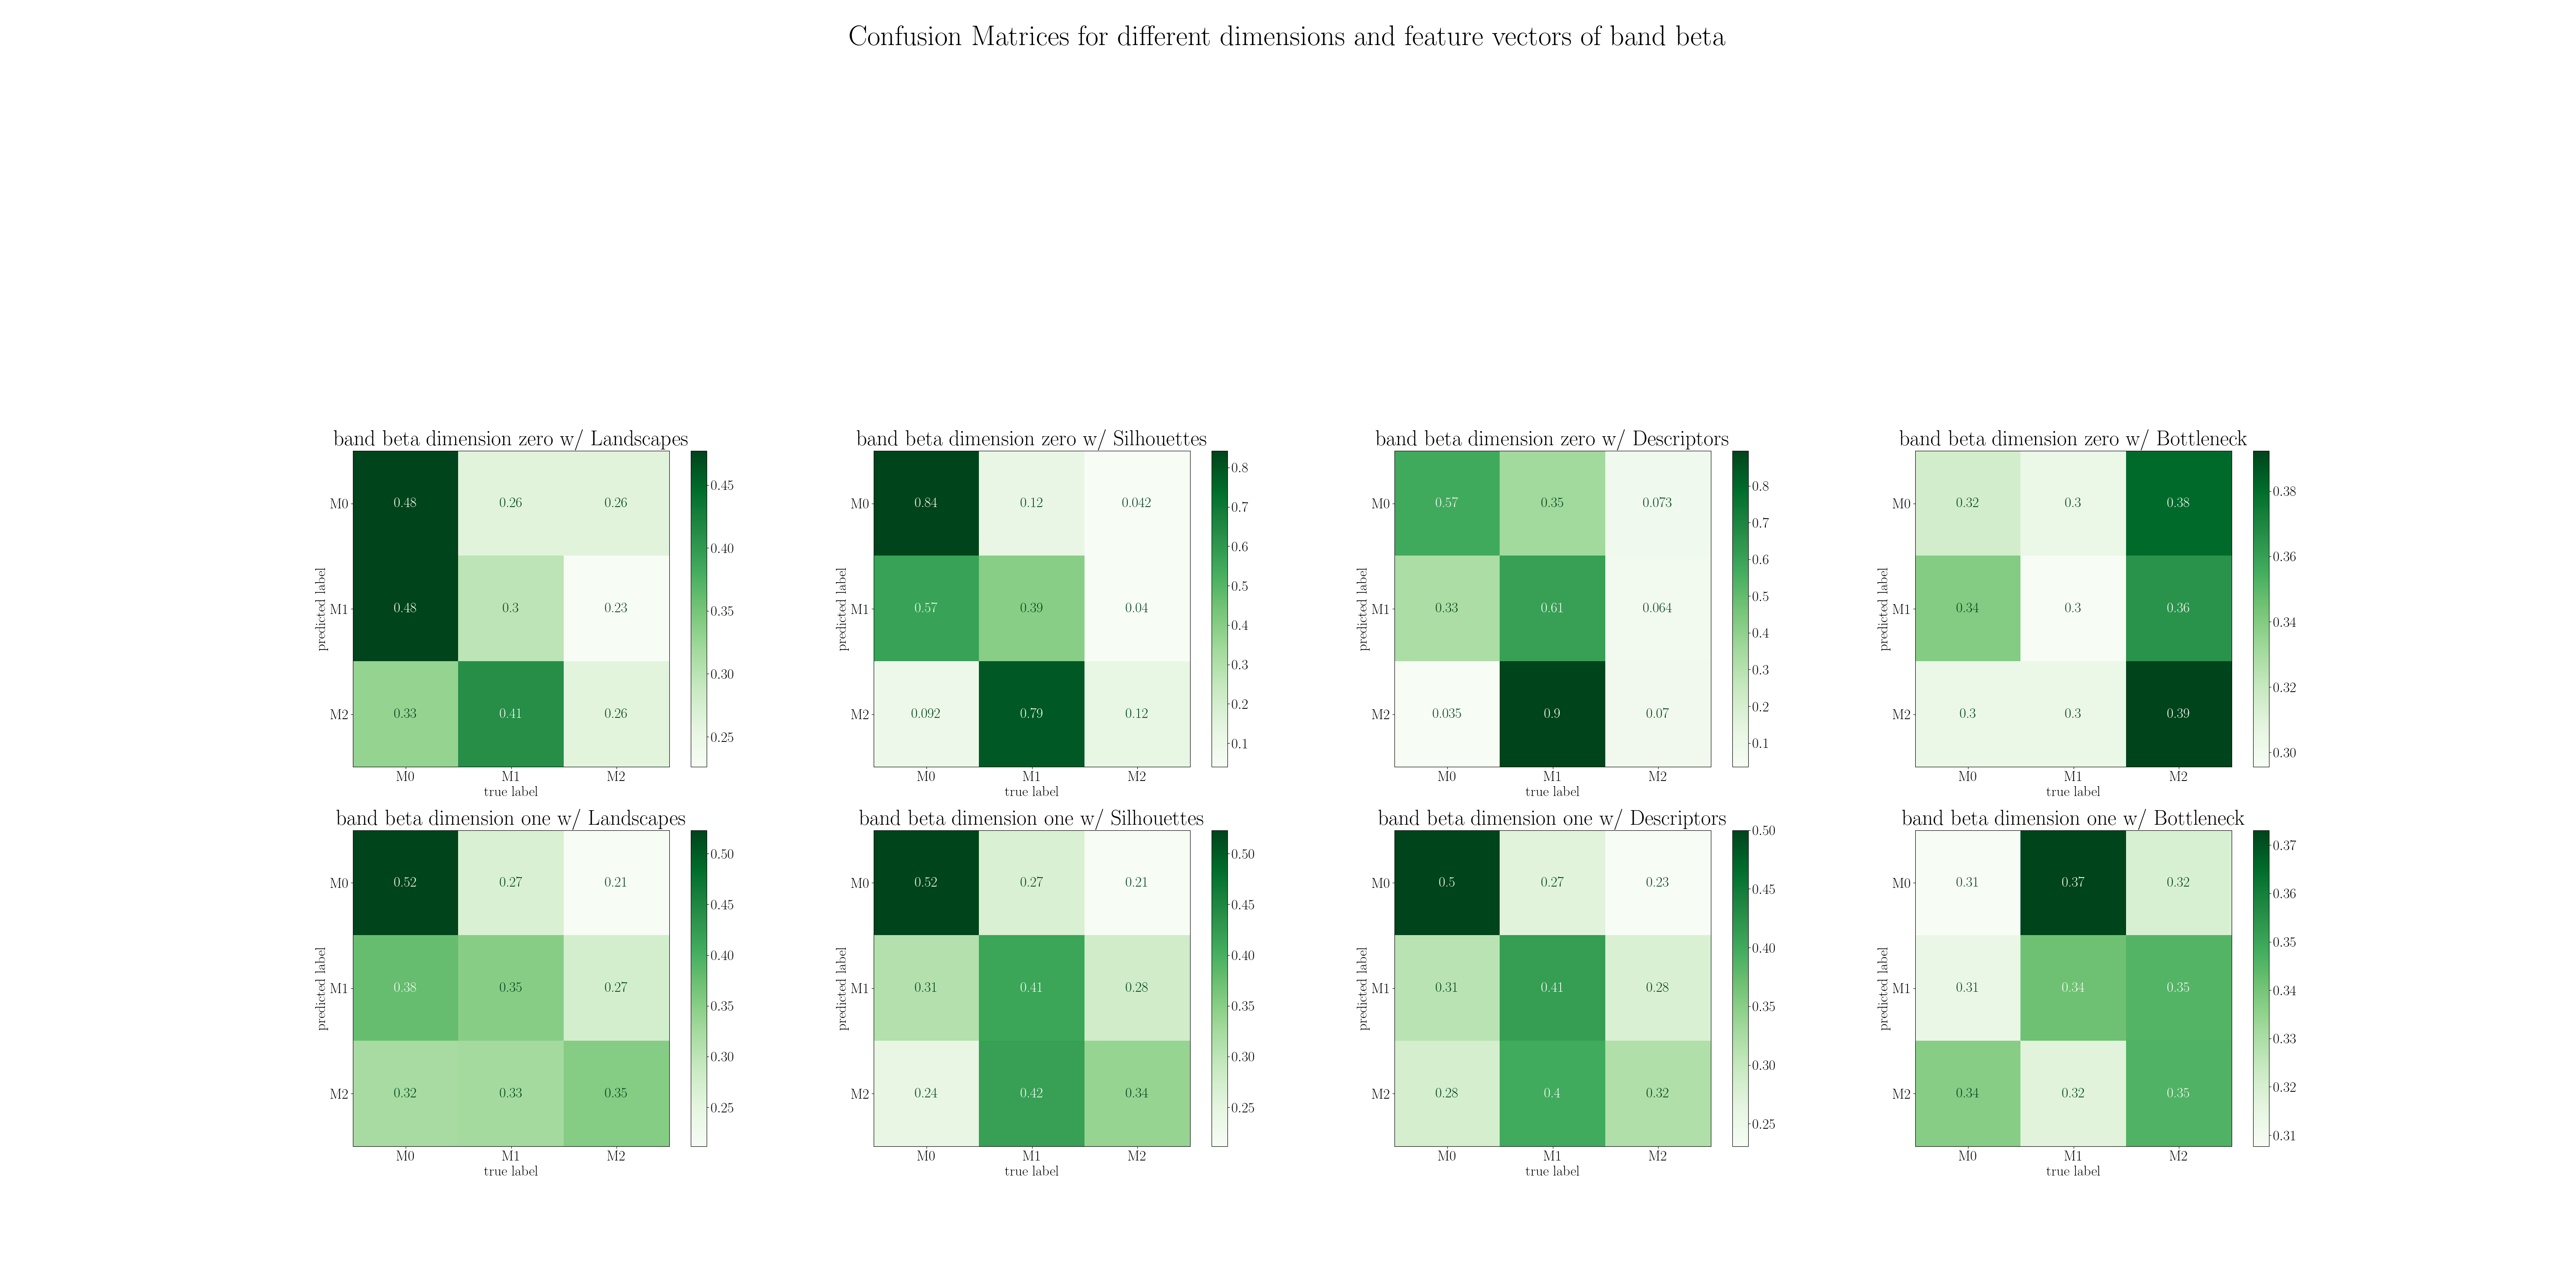 Confusion Matrices for different dimensions and feature vectors of band beta
band beta dimension zero w/ Landscapes
predicted label
M0
M1
M2
0.48 0.26 0.26
0.48 0.3 0.23
0.33 0.41 0.26
M0 M1 M2
true label
0.45
0.40
0.35
0.30
0.25
band beta dimension zero w/ Silhouettes
predicted label
M0
M1
M2
0.84 0.12 0.042
0.57 0.39 0.04
0.092 0.79 0.12
M0 M1 M2
true label
0.8
0.7
0.6
0.5
0.4
0.3
0.2
0.1
band beta dimension zero w/ Descriptors
predicted label
M0
M1
M2
0.57 0.35 0.073
0.33 0.61 0.064
0.035 0.9 0.07
M0 M1 M2
true label
0.8
0.7
0.6
0.5
0.4
0.3
0.2
0.1
band beta dimension zero w/ Bottleneck
predicted label
M0
M1
M2
0.32 0.3 0.38
0.34 0.3 0.36
0.3 0.3 0.39
M0 M1 M2
true label
0.38
0.36
0.34
0.32
0.30
band beta dimension one w/ Landscapes
predicted label
M0
M1
M2
0.52 0.27 0.21
0.38 0.35 0.27
0.32 0.33 0.35
M0 M1 M2
true label
0.50
0.45
0.40
0.35
0.30
0.25
band beta dimension one w/ Silhouettes
predicted label
M0
M1
M2
0.52 0.27 0.21
0.31 0.41 0.28
0.24 0.42 0.34
M0 M1 M2
true label
0.50
0.45
0.40
0.35
0.30
0.25
band beta dimension one w/ Descriptors
predicted label
M0
M1
M2
0.5 0.27 0.23
0.31 0.41 0.28
0.28 0.4 0.32
M0 M1 M2
true label
0.50
0.45
0.40
0.35
0.30
0.25
band beta dimension one w/ Bottleneck
predicted label
M0
M1
M2
0.31 0.37 0.32
0.31 0.34 0.35
0.34 0.32 0.35
M0 M1 M2
true label
0.37
0.36
0.35
0.34
0.33
0.32
0.31